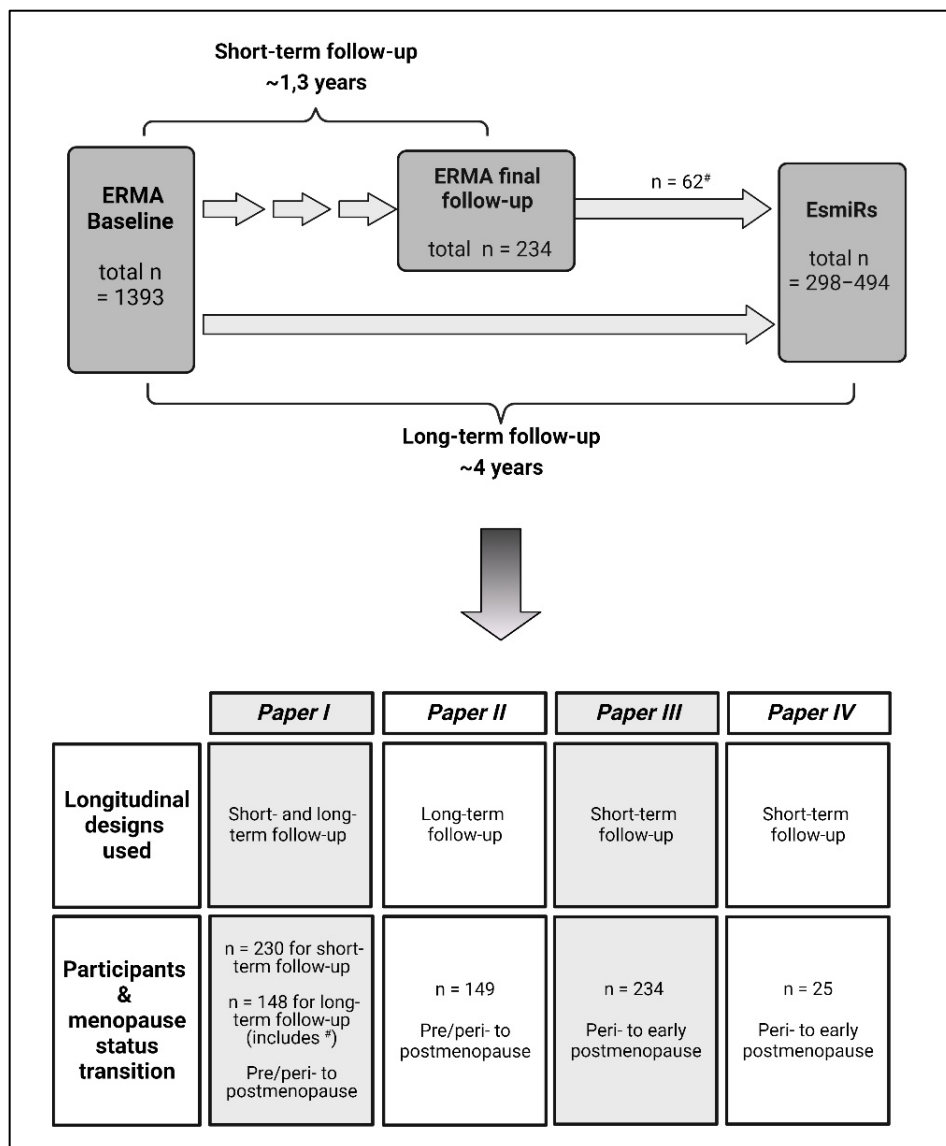 Short-term follow-up
~1,3 years
ERMA
Baseline
total n
= 1393
ERMA final
follow-up
total n = 234
n = 62#
EsmiRs
total n
= 298–494
Long-term follow-up
~4 years
Paper I
Paper II
Paper III
Paper IV
Longitudinal
designs
used
Short- and long-
term follow-up
Long-term
follow-up
Short-term
follow-up
Short-term
follow-up
Participants
&
menopause
status
transition
n = 230 for short-
term follow-up
n = 148 for long-
term follow-up
(includes #)
Pre/peri- to
postmenopause
n = 149
Pre/peri- to
postmenopause
n = 234
Peri- to early
postmenopause
n = 25
Peri- to early
postmenopause